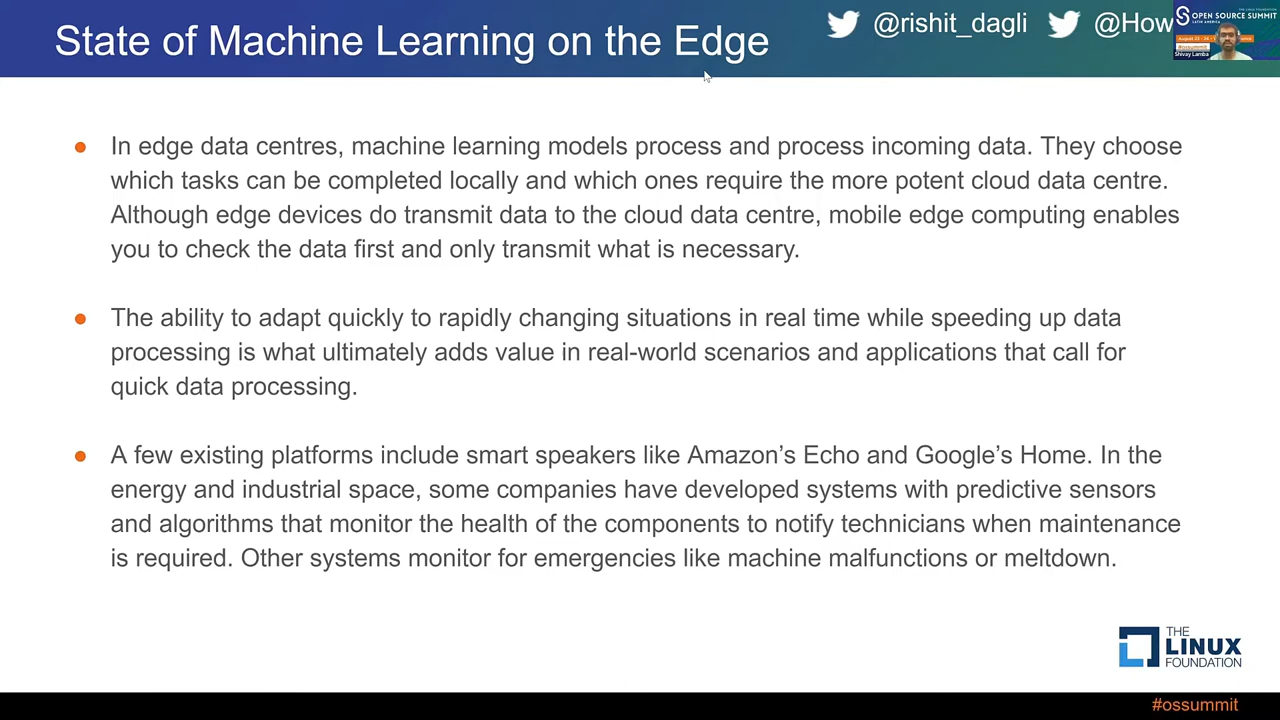 State of Machine Learning on the Edge
@rishit_dagli
@How
THE LINUX FOUNDATION
OPEN SOURCE SUMMIT
LATIN AMERICA
#ossummit
Shivay Lamba
In edge data centres, machine learning models process and process incoming data. They choose
which tasks can be completed locally and which ones require the more potent cloud data centre.
Although edge devices do transmit data to the cloud data centre, mobile edge computing enables
you to check the data first and only transmit what is necessary.
The ability to adapt quickly to rapidly changing situations in real time while speeding up data
processing is what ultimately adds value in real-world scenarios and applications that call for
quick data processing.
A few existing platforms include smart speakers like Amazon’s Echo and Google’s Home. In the
energy and industrial space, some companies have developed systems with predictive sensors
and algorithms that monitor the health of the components to notify technicians when maintenance
is required. Other systems monitor for emergencies like machine malfunctions or meltdown.
THE
LINUX
FOUNDATION
#ossummit